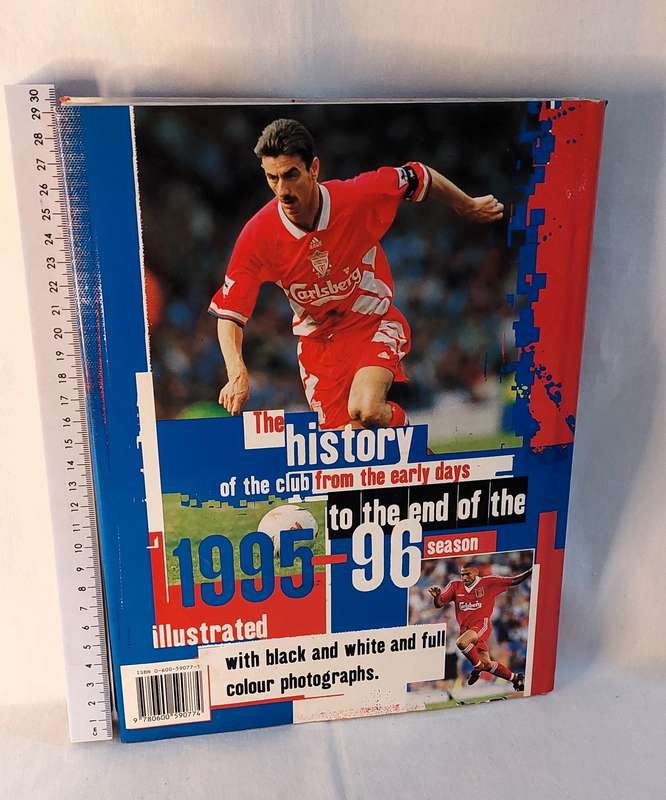 30
29
28
27
26
25
24
23
22
21
20
19
18
17
16
15
14
13
12
11
10
9
8
7
6
5
4
3
2
1
cm
adidas
Carlsberg
The
history
of the club from the early days
to the end of the
1995–96 season
Carlsberg
illustrated
with black and white and full
colour photographs.
ISBN 0-600-59077-5
9 780600 590774